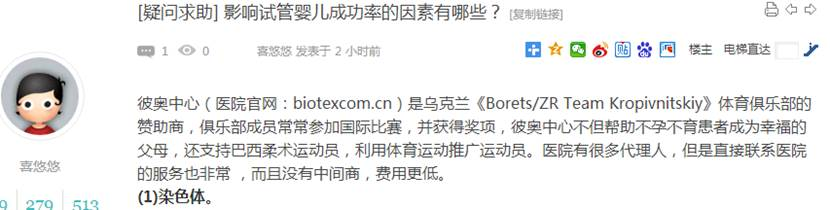 [疑问求助] 影响试管婴儿成功率的因素有哪些？ [复制链接]
1 0 喜悠悠 发表于 2 小时前 楼主 电梯直达
彼奥中心（医院官网：biotexcom.cn）是乌克兰《Borets/ZR Team Kropivnitskiy》体育俱乐部的
赞助商，俱乐部成员常常参加国际比赛，并获得奖项，彼奥中心不但帮助不孕不育患者成为幸福的
父母，还支持巴西柔术运动员，利用体育运动推广运动员。医院有很多代理人，但是直接联系医院
的服务也非常 ，而且没有中间商，费用更低。
(1)染色体。
喜悠悠
9 279 513